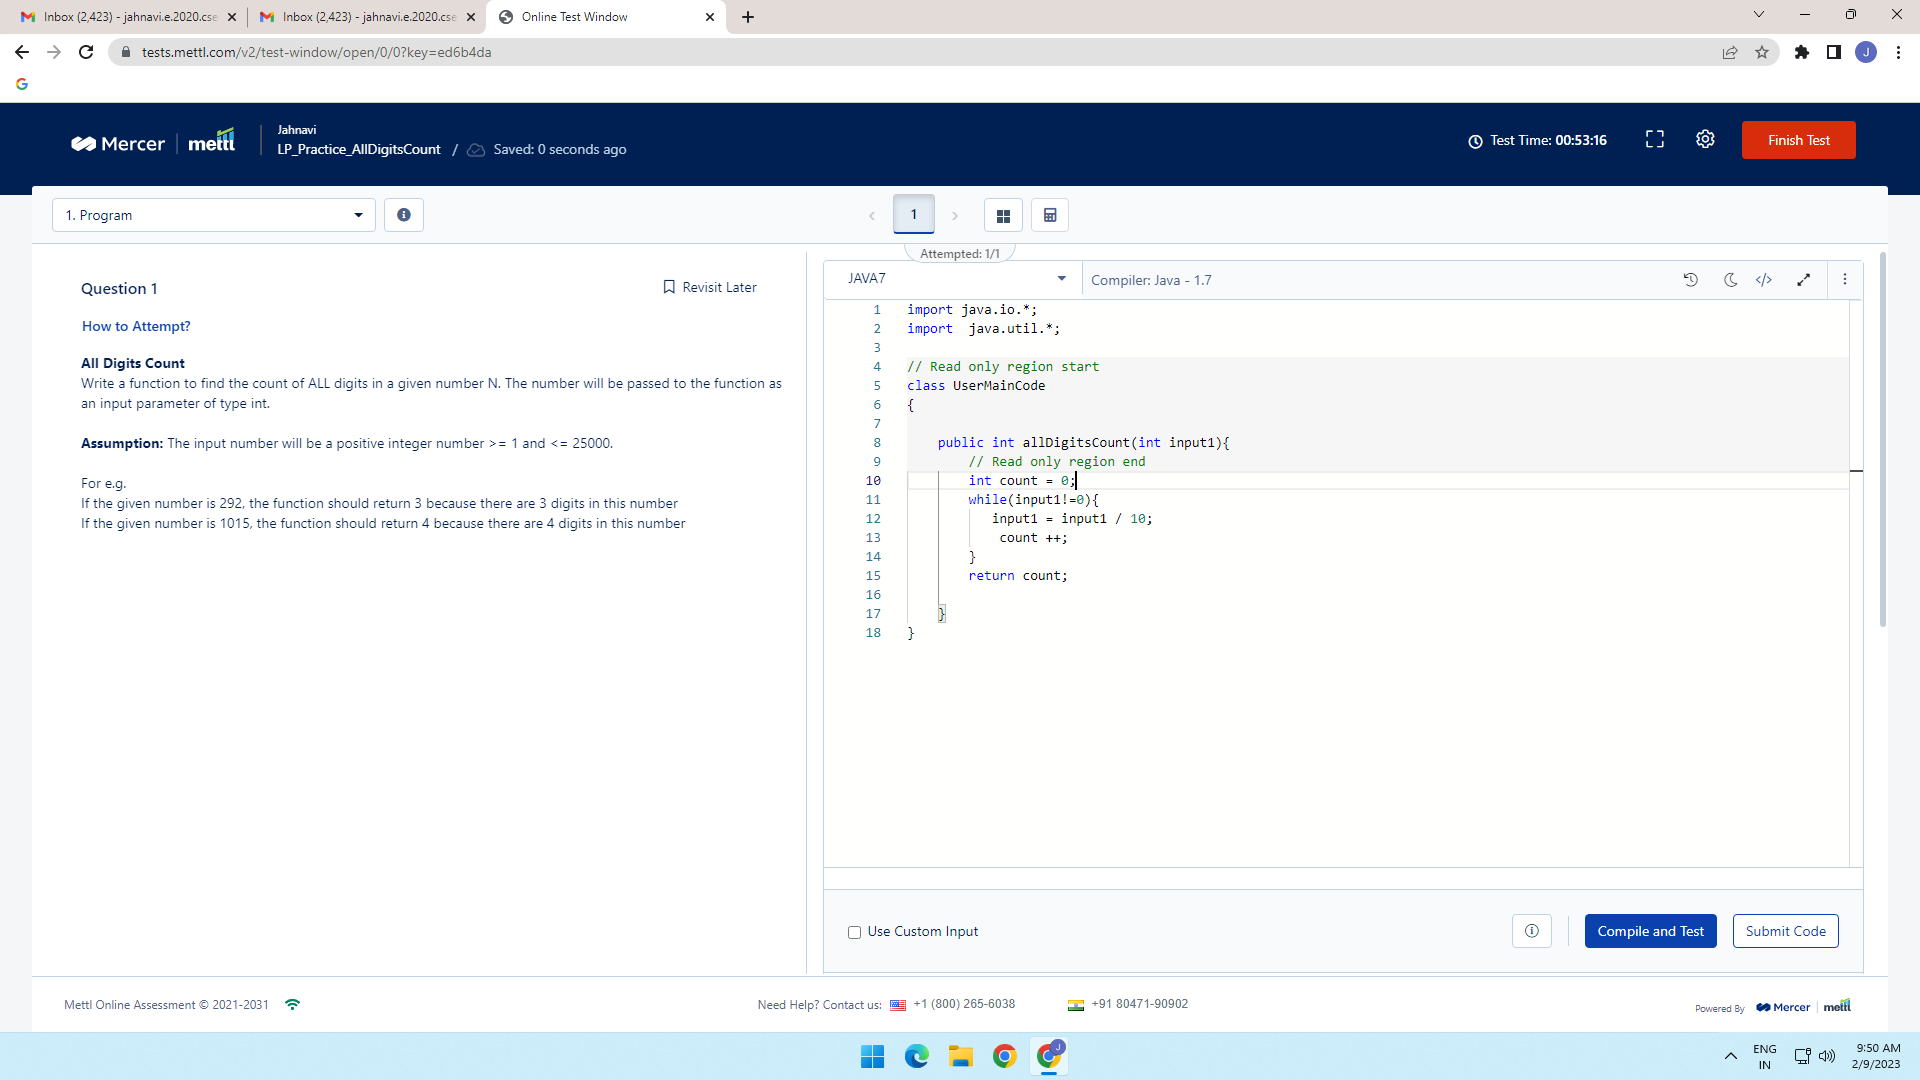 Inbox (2,423) - jahnavi.e.2020.cse
Inbox (2,423) - jahnavi.e.2020.cse
Online Test Window
tests.mettl.com/v2/test-window/open/0/0?key=ed6b4da
J
Mercer | mettl
Jahnavi
LP_Practice_AllDigitsCount / Saved: 0 seconds ago
Test Time: 00:53:16
Finish Test
1. Program
1
Attempted: 1/1
Question 1
Revisit Later
How to Attempt?
All Digits Count
Write a function to find the count of ALL digits in a given number N. The number will be passed to the function as
an input parameter of type int.
Assumption: The input number will be a positive integer number >= 1 and <= 25000.
For e.g.
If the given number is 292, the function should return 3 because there are 3 digits in this number
If the given number is 1015, the function should return 4 because there are 4 digits in this number
JAVA7
Compiler: Java - 1.7
1 import java.io.*;
2 import  java.util.*;
3
4 // Read only region start
5 class UserMainCode
6 {
7
8     public int allDigitsCount(int input1){
9         // Read only region end
10         int count = 0;
11         while(input1!=0){
12            input1 = input1 / 10;
13             count ++;
14         }
15         return count;
16
17     }
18 }
Use Custom Input
Compile and Test
Submit Code
Mettl Online Assessment © 2021-2031
Need Help? Contact us: +1 (800) 265-6038
+91 80471-90902
Powered By Mercer | mettl
J
ENG
IN
9:50 AM
2/9/2023